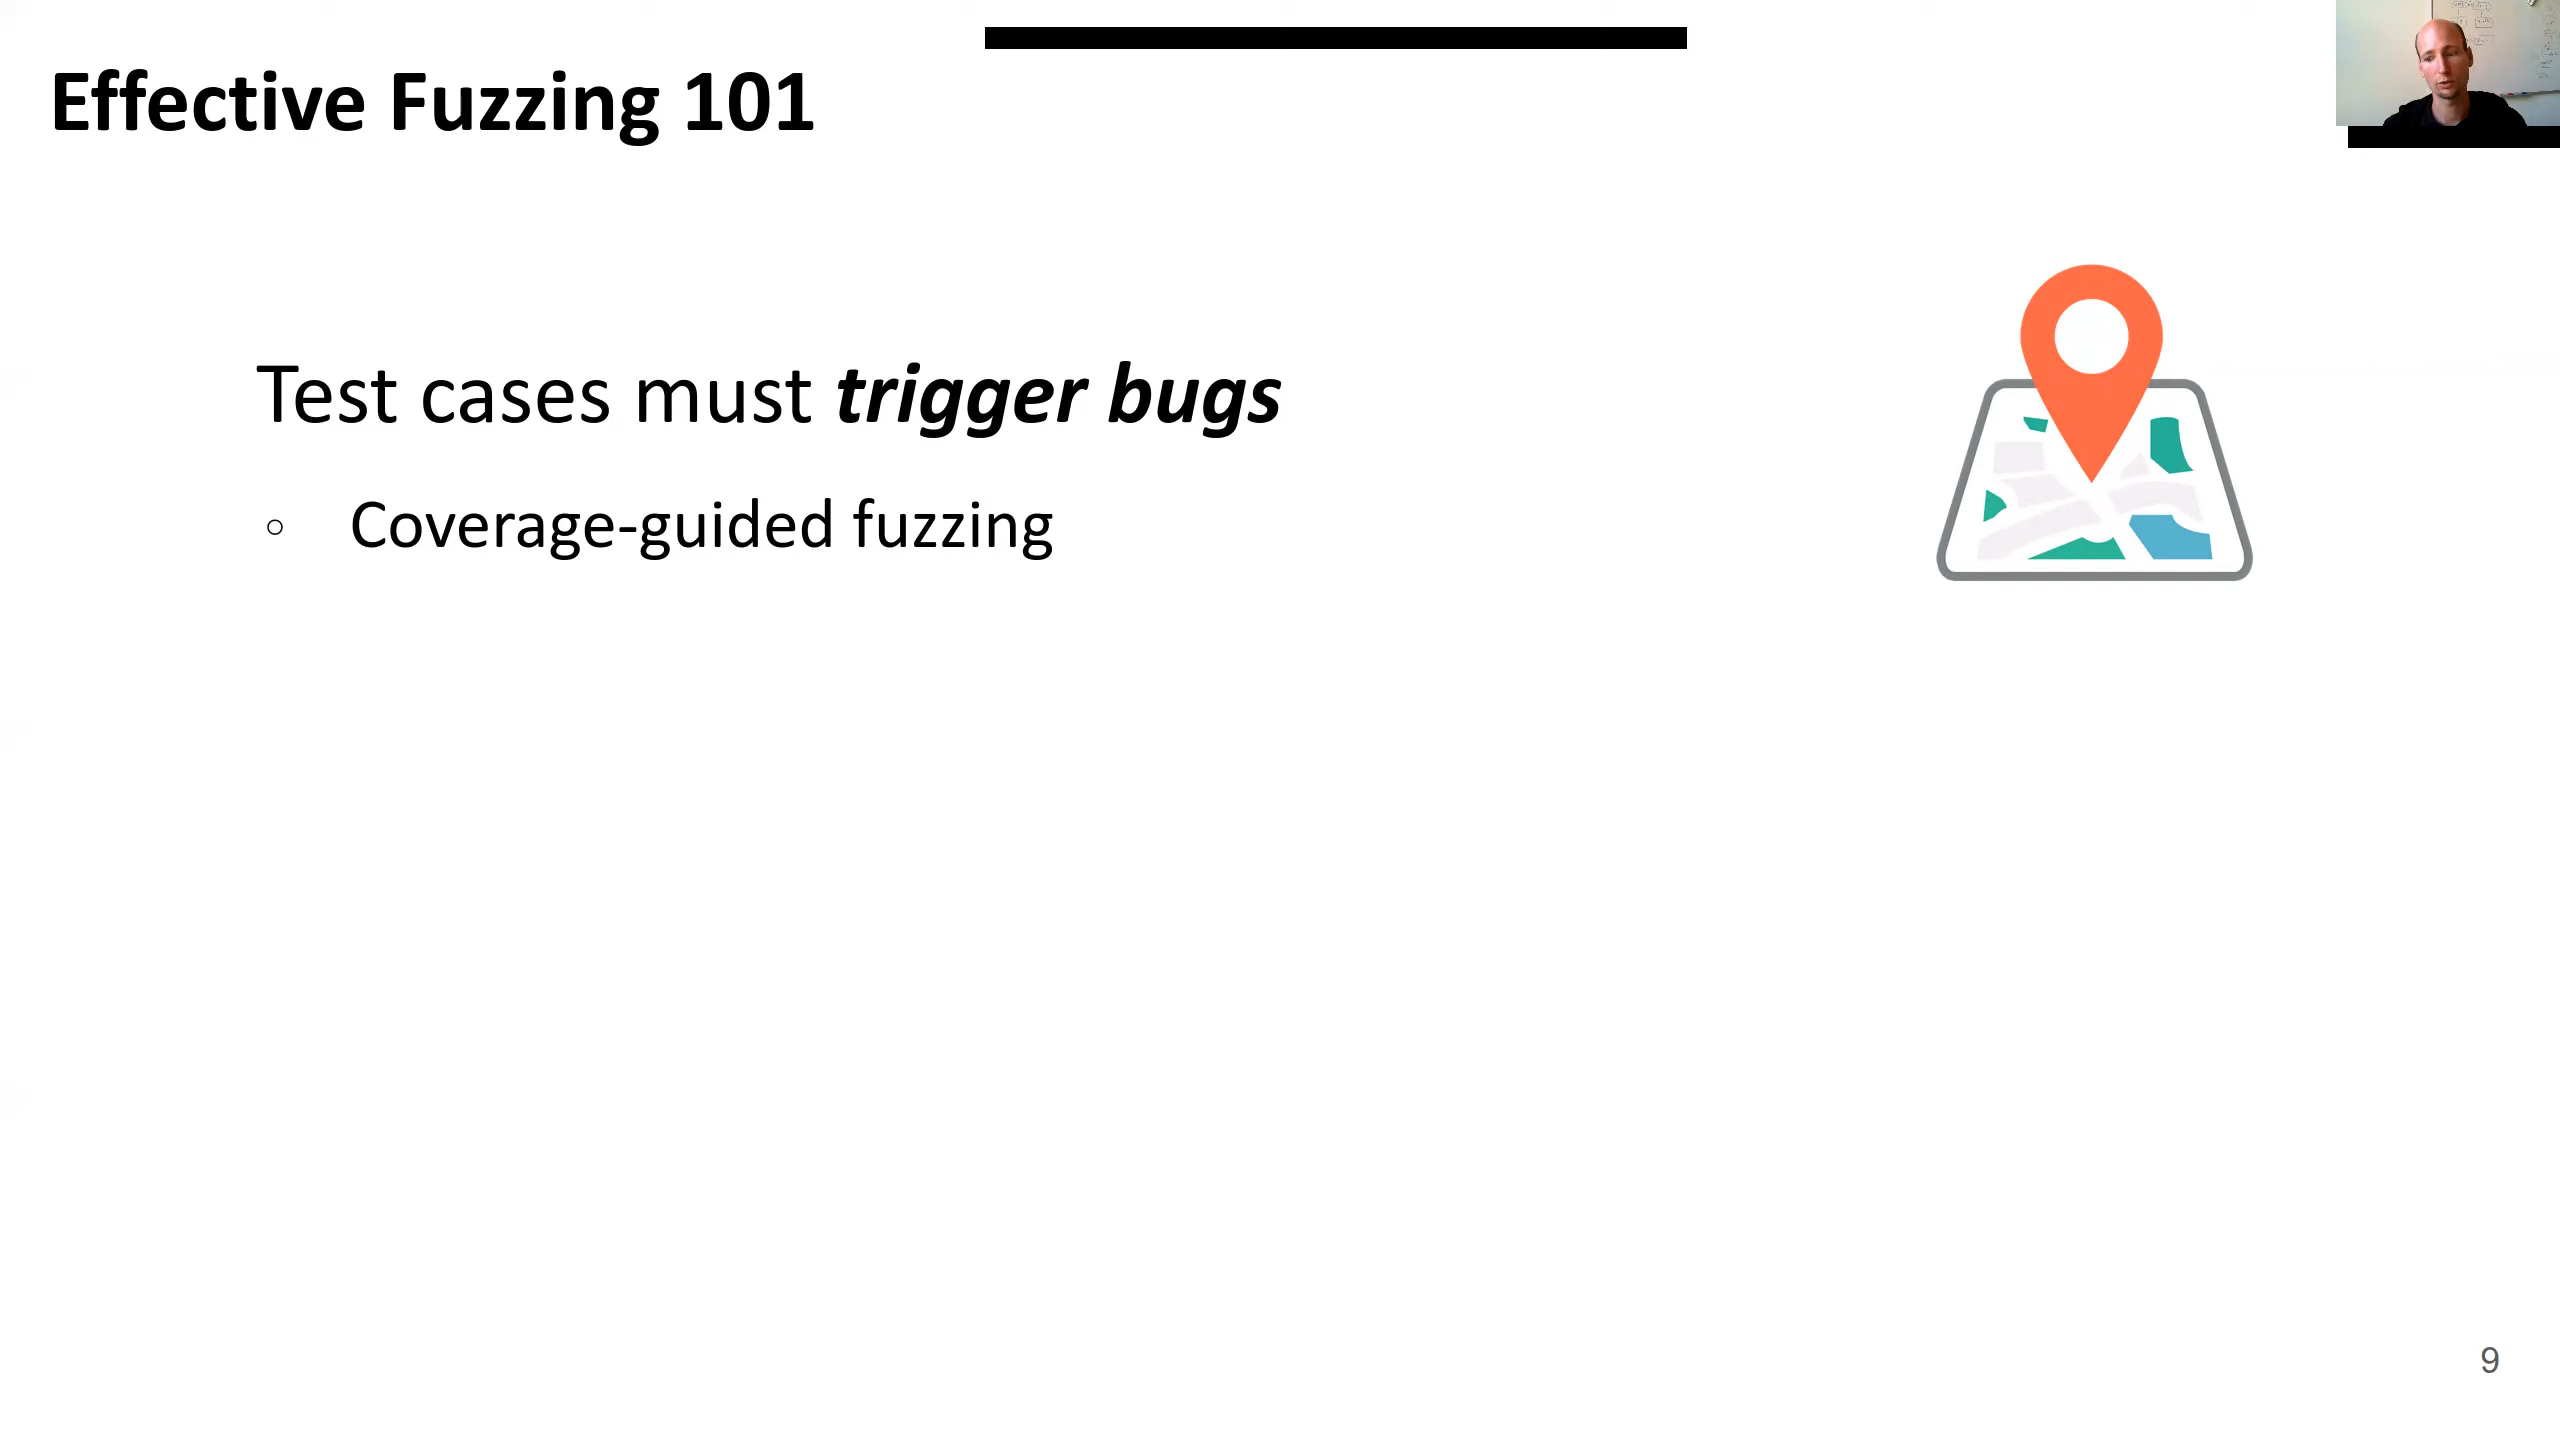 Effective Fuzzing 101
Test cases must trigger bugs
◦ Coverage-guided fuzzing
9